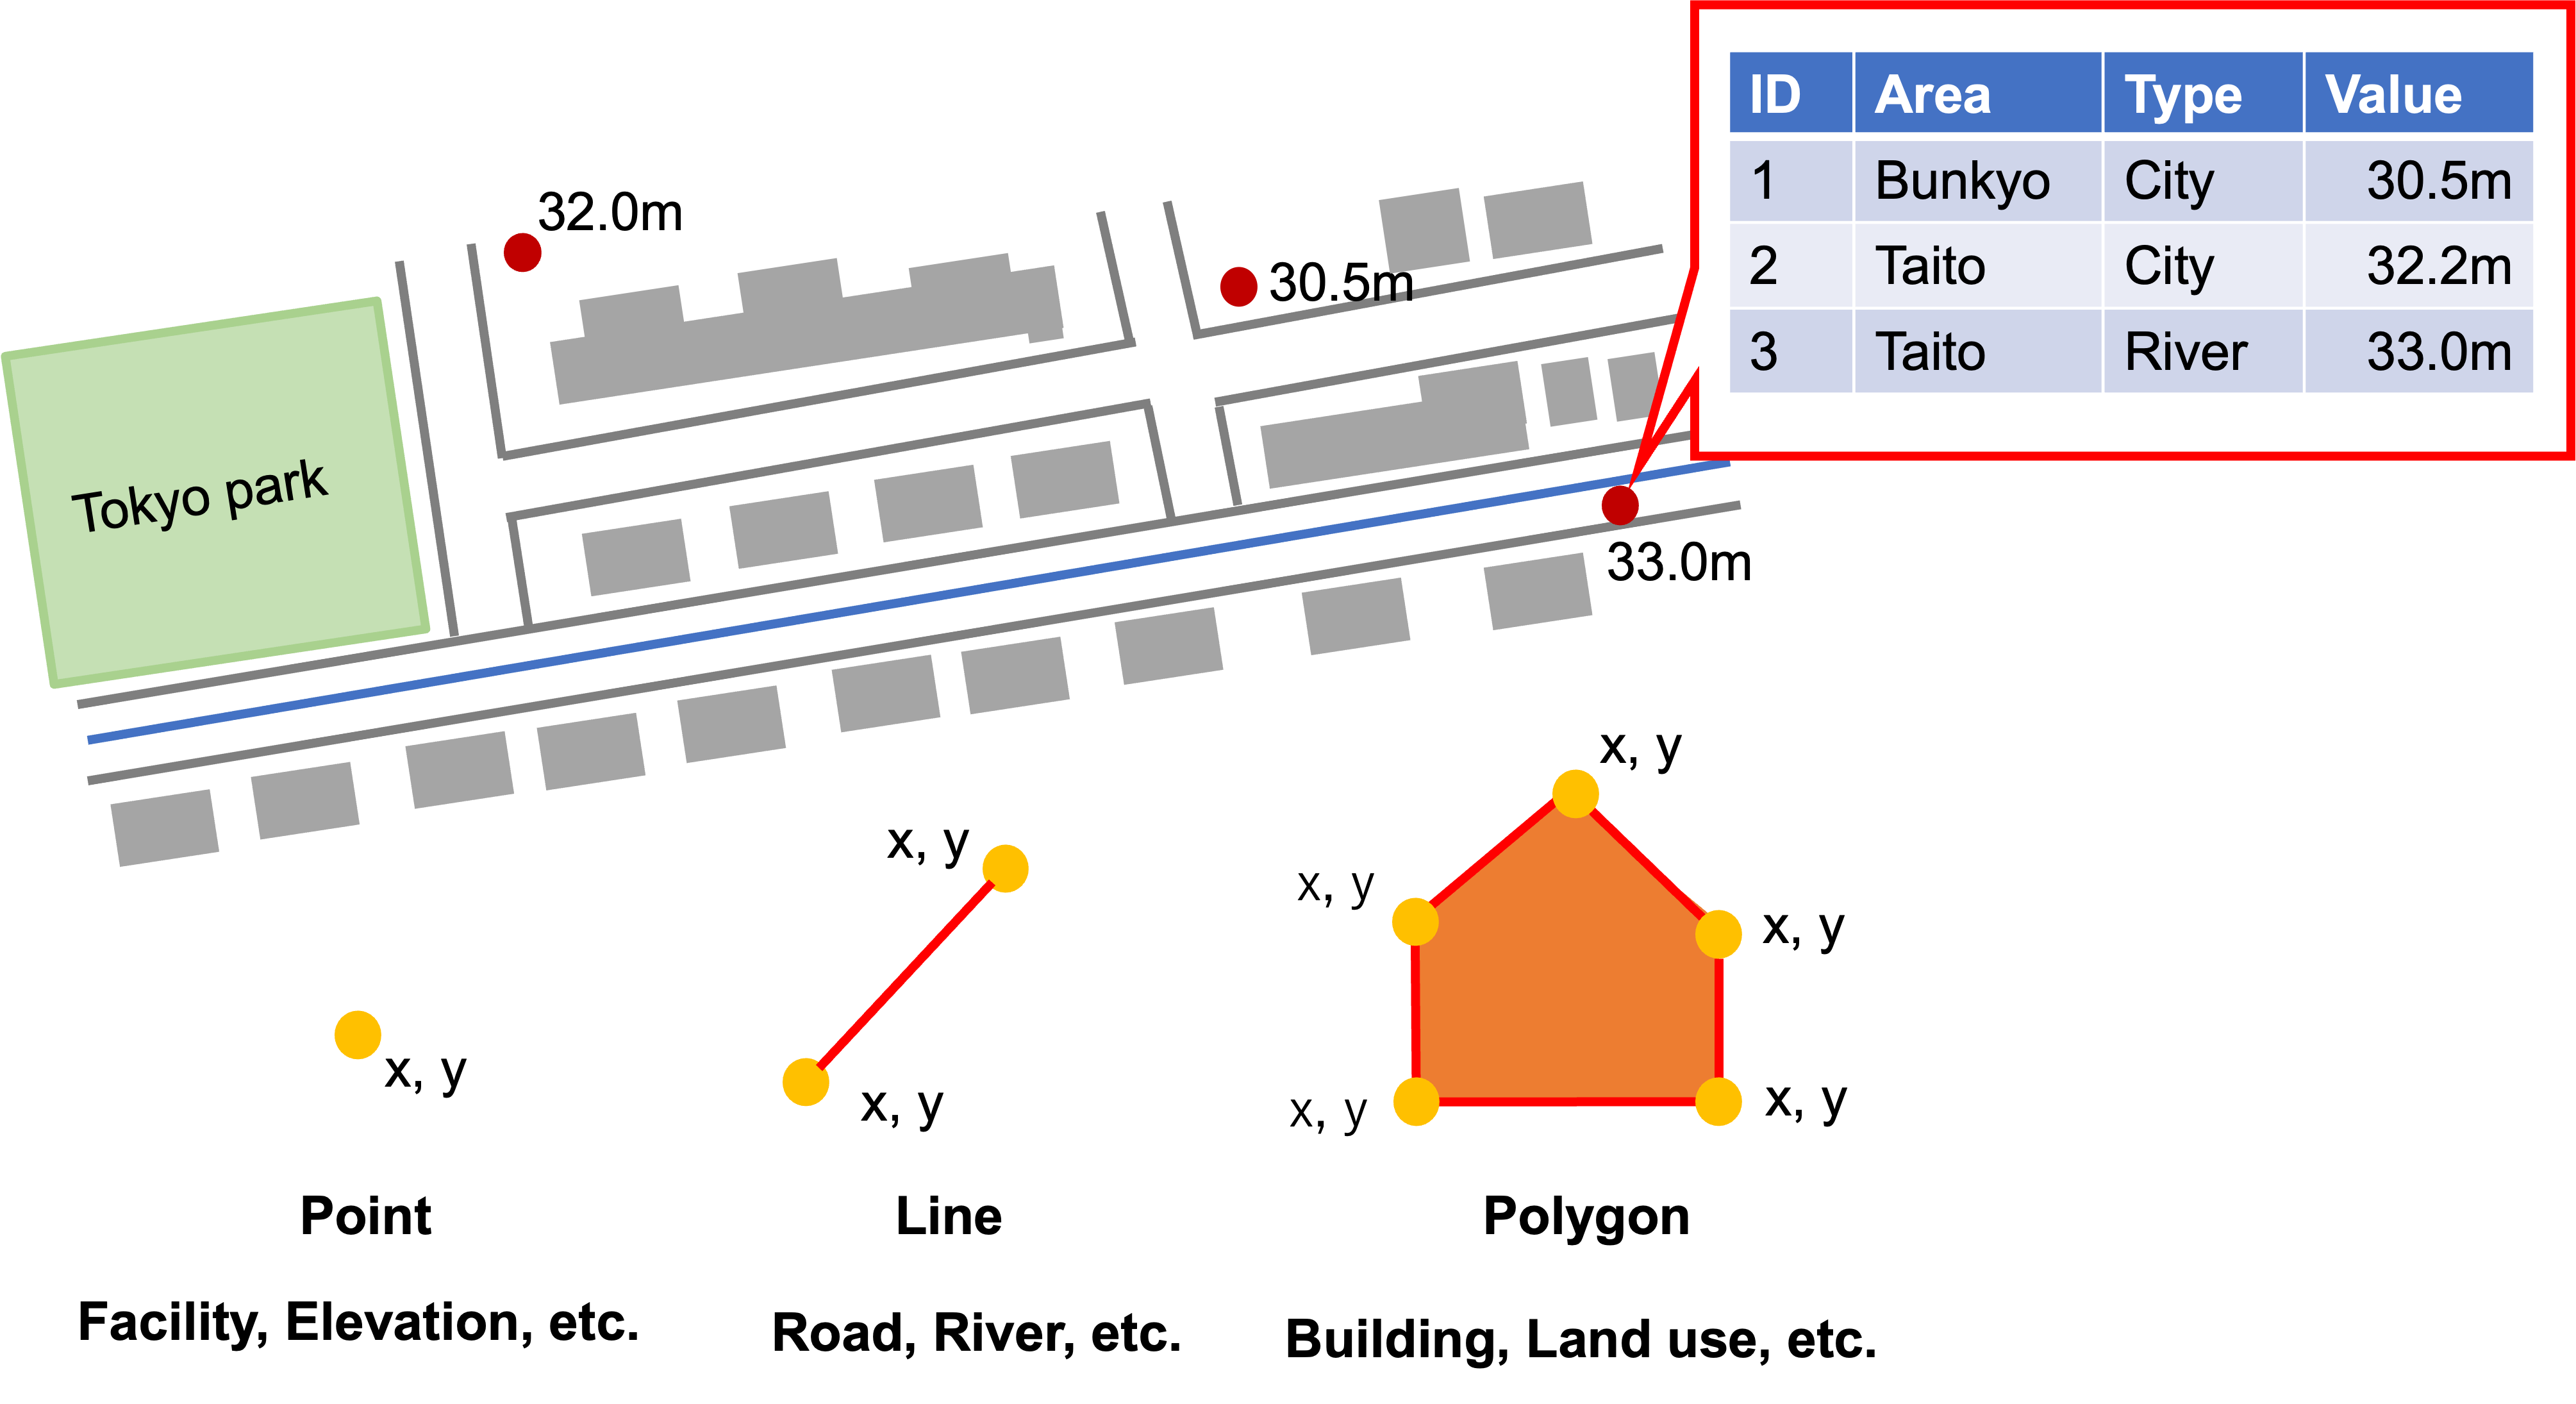 ID Area Type Value
1 Bunkyo City 30.5m
2 Taito City 32.2m
3 Taito River 33.0m
32.0m
30.5m
Tokyo park
33.0m
x, y
x, y
x, y
x, y
x, y
x, y
x, y
x, y
Point
Line
Polygon
Facility, Elevation, etc.
Road, River, etc.
Building, Land use, etc.